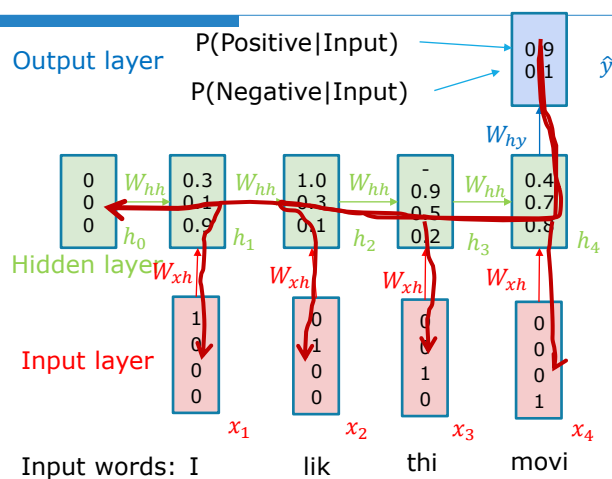 P(Positive|Input)
Output layer
P(Negative|Input)
0.9
0.1
ŷ
W_hy
W_hh W_hh W_hh W_hh
0
0
0
h_0
0.3
0.1
0.9
h_1
1.0
0.3
0.1
h_2
-
0.9
0.5
0.2
h_3
0.4
0.7
0.8
h_4
Hidden layer
W_xh W_xh W_xh W_xh
Input layer
1
0
0
0
x_1
0
1
0
0
x_2
0
0
1
0
x_3
0
0
0
1
x_4
Input words: I lik thi movi